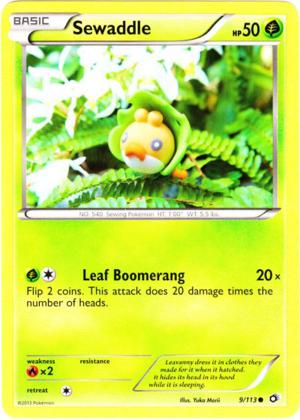 BASIC
Sewaddle
HP 50
NO. 540 Sewing Pokémon HT: 1'00" WT: 5.5 lbs.
Leaf Boomerang 20×
Flip 2 coins. This attack does 20 damage times
the number of heads.
weakness resistance
×2
retreat
Leavanny dress it in clothes they
made for it when it hatched.
It hides its head in its hood
while it is sleeping.
Illus. Yuka Morii 9/113
©2013 Pokémon